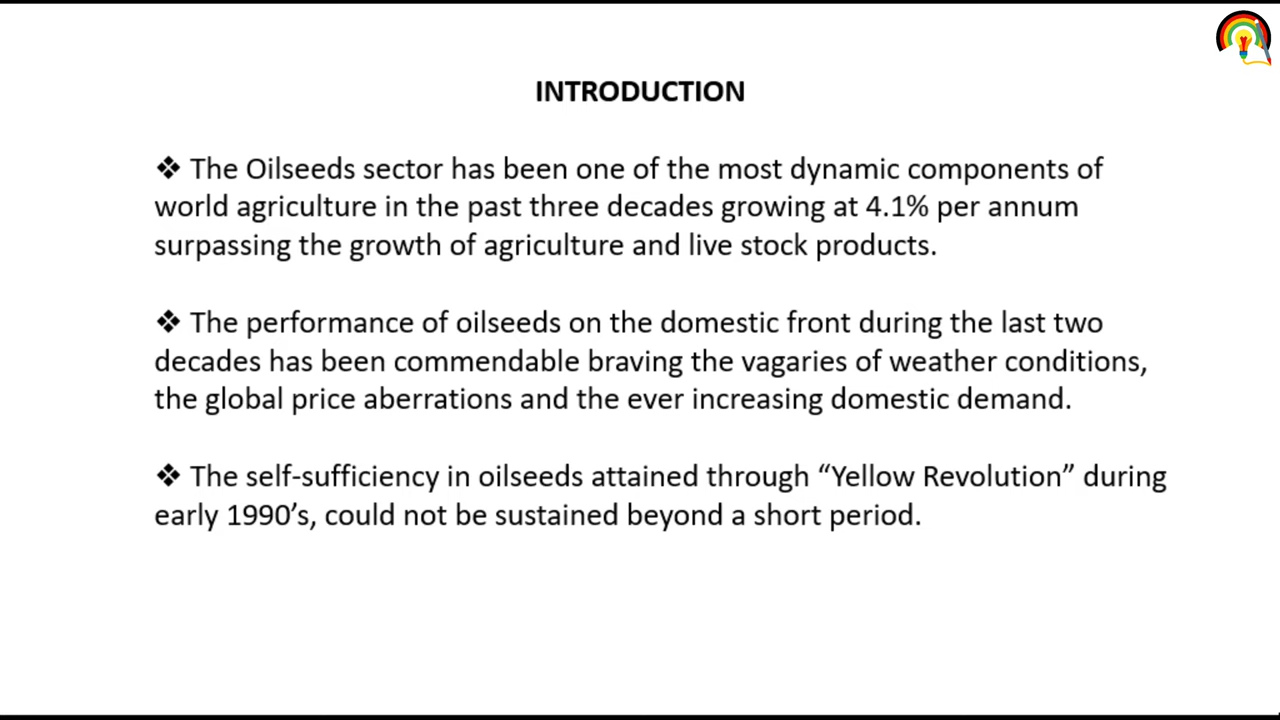 INTRODUCTION
❖ The Oilseeds sector has been one of the most dynamic components of
world agriculture in the past three decades growing at 4.1% per annum
surpassing the growth of agriculture and live stock products.
❖ The performance of oilseeds on the domestic front during the last two
decades has been commendable braving the vagaries of weather conditions,
the global price aberrations and the ever increasing domestic demand.
❖ The self-sufficiency in oilseeds attained through “Yellow Revolution” during
early 1990’s, could not be sustained beyond a short period.